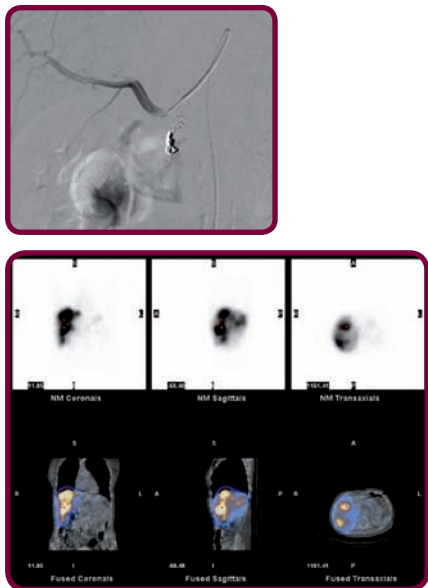 S S A
R L A P R L
11.85 I -68.48 I 1161.41 P
NM Coronals NM Sagittals NM Transaxials
S S A
R L A P R L
11.85 I -68.48 I 1161.41 P
Fused Coronals Fused Sagittals Fused Transaxials